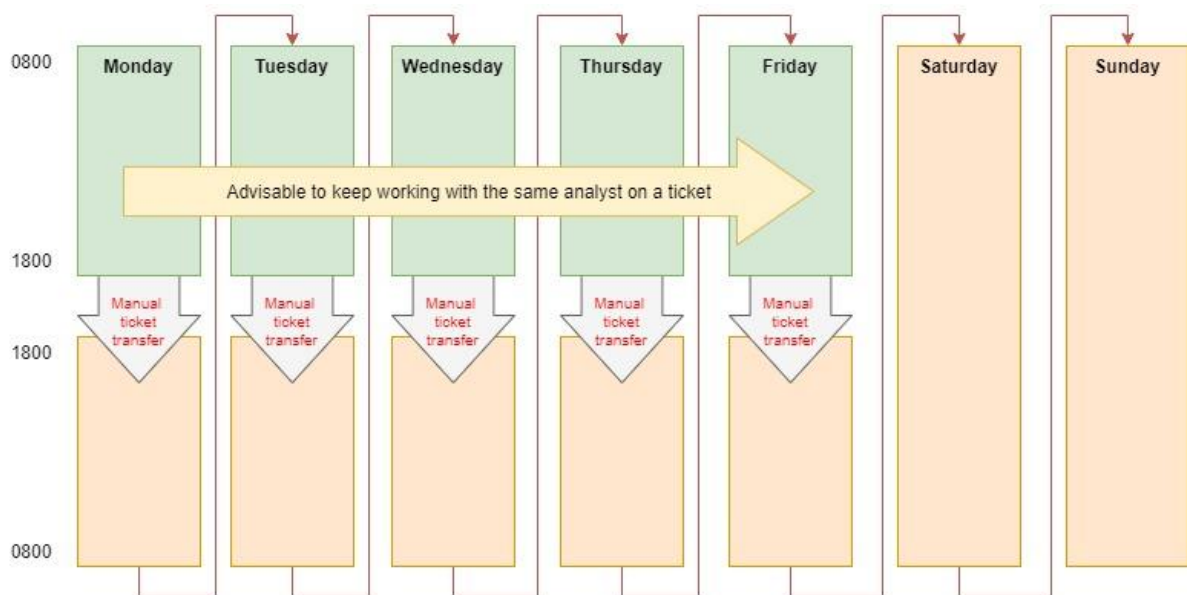 0800
Monday
Tuesday
Wednesday
Thursday
Friday
Saturday
Sunday
Advisable to keep working with the same analyst on a ticket
1800
Manual
ticket
transfer
Manual
ticket
transfer
Manual
ticket
transfer
Manual
ticket
transfer
Manual
ticket
transfer
1800
0800